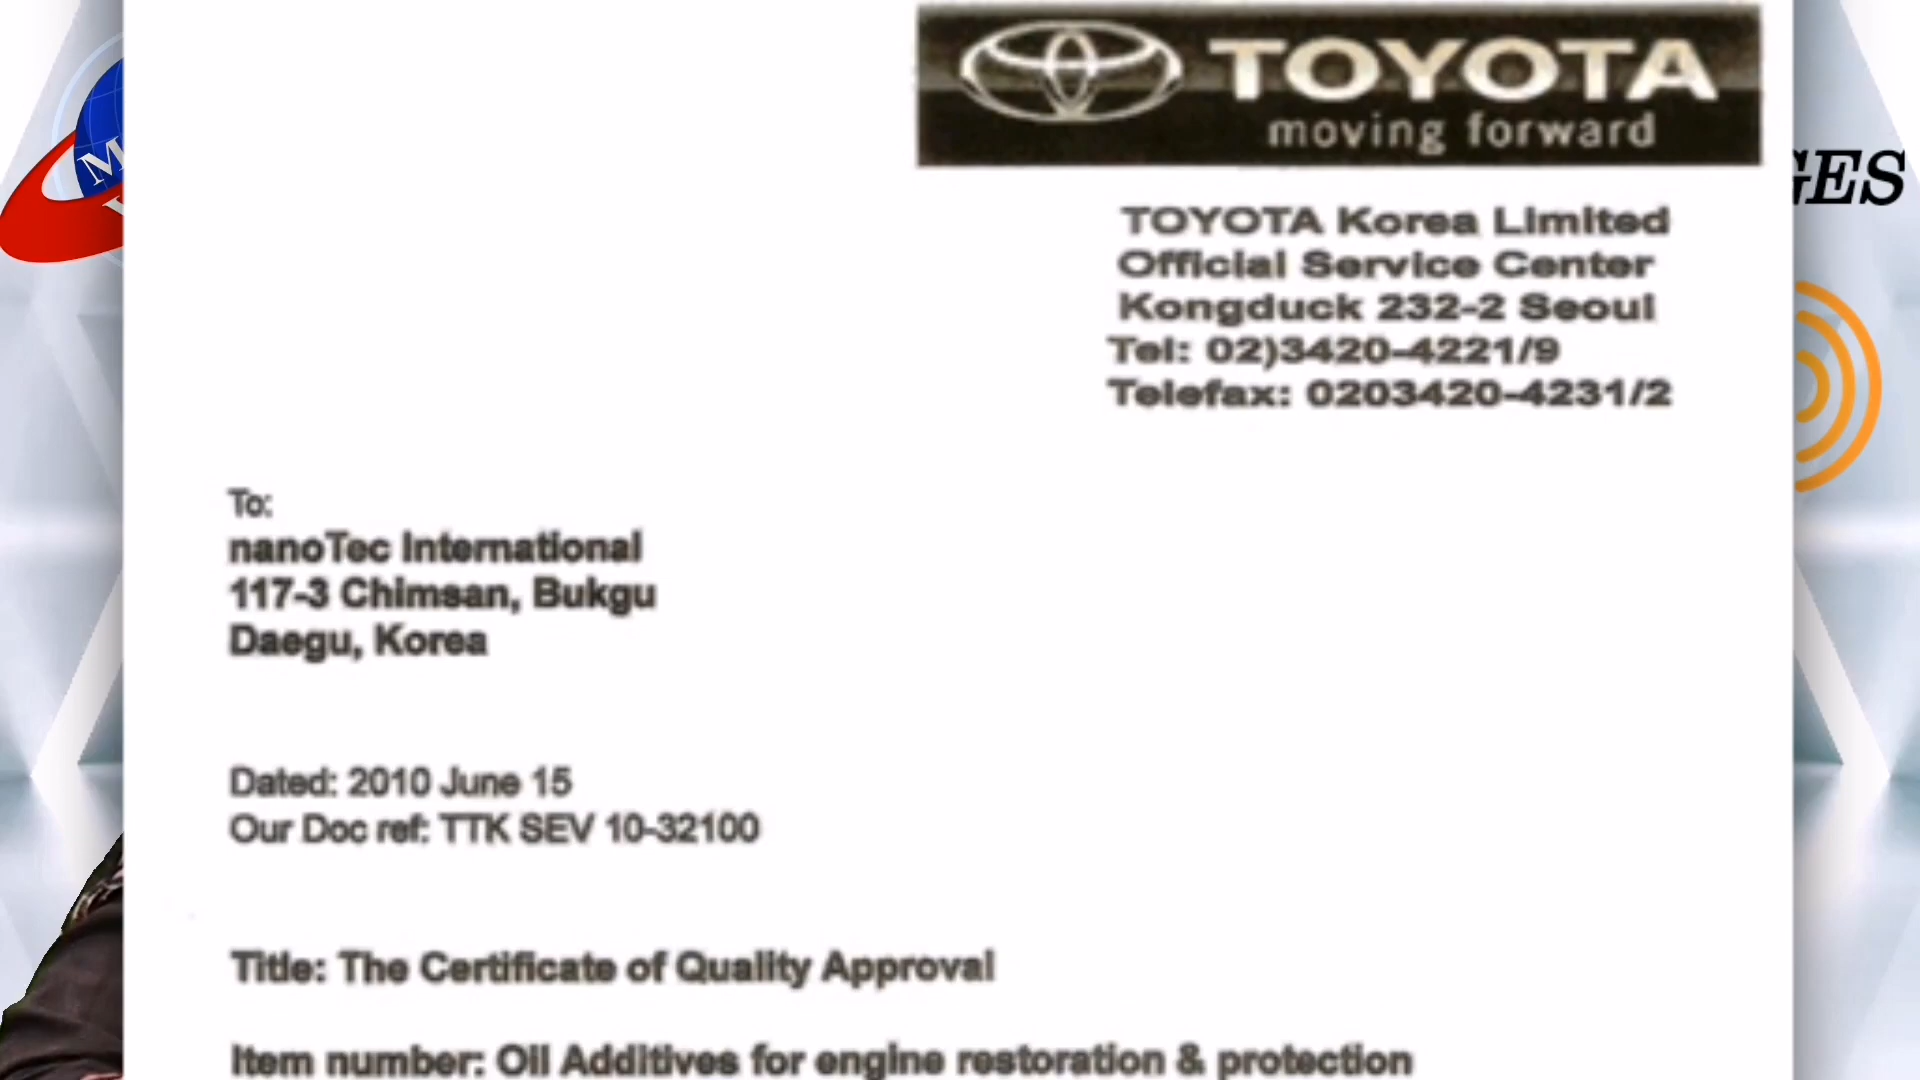 TOYOTA
moving forward
TOYOTA Korea Limited
Official Service Center
Kongduck 232-2 Seoul
Tel: 02)3420-4221/9
Telefax: 0203420-4231/2
To:
nanoTec International
117-3 Chimsan, Bukgu
Daegu, Korea
Dated: 2010 June 15
Our Doc ref: TTK SEV 10-32100
Title: The Certificate of Quality Approval
Item number: Oil Additives for engine restoration & protection
M
GES